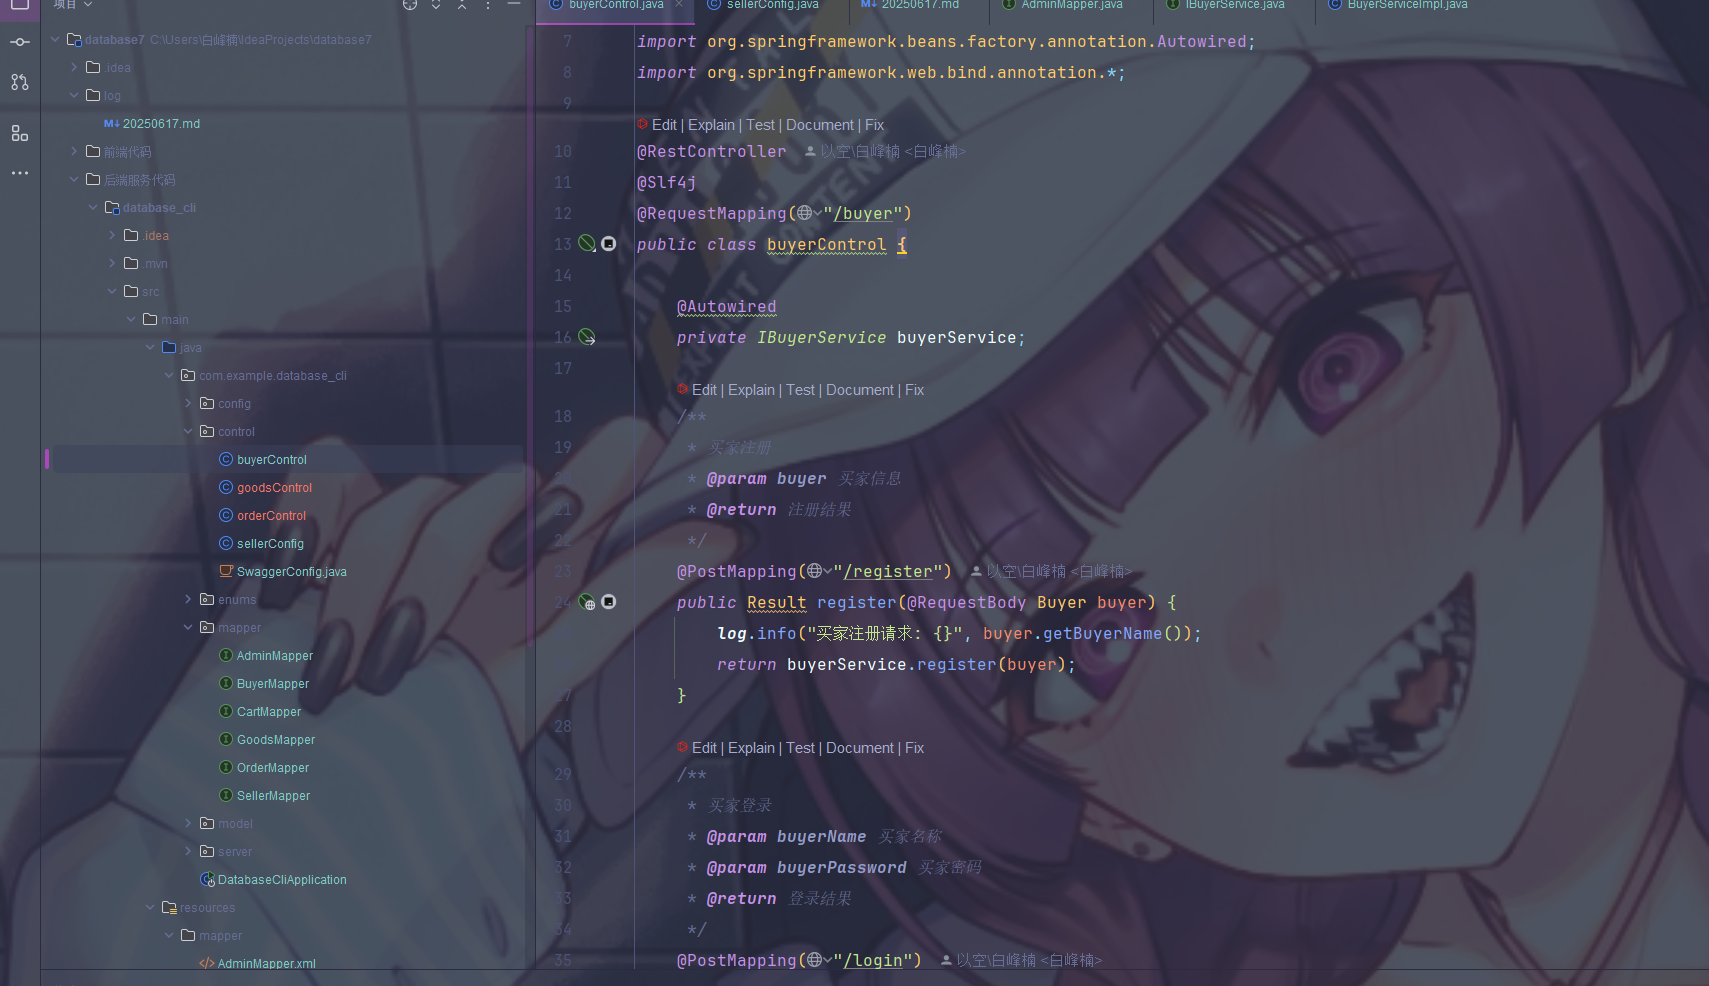 项目
database7 C:\Users\白峰楠\IdeaProjects\database7
.idea
log
M↓ 20250617.md
前端代码
后端服务代码
database_cli
.idea
.mvn
src
main
java
com.example.database_cli
config
control
buyerControl
goodsControl
orderControl
sellerConfig
SwaggerConfig.java
enums
mapper
AdminMapper
BuyerMapper
CartMapper
GoodsMapper
OrderMapper
SellerMapper
model
server
DatabaseCliApplication
resources
mapper
AdminMapper.xml
buyerControl.java
sellerConfig.java
M↓ 20250617.md
AdminMapper.java
IBuyerService.java
BuyerServiceImpl.java
7 import org.springframework.beans.factory.annotation.Autowired;
8 import org.springframework.web.bind.annotation.*;
9
Edit | Explain | Test | Document | Fix
10 @RestController 以空\白峰楠 <白峰楠>
11 @Slf4j
12 @RequestMapping("/buyer")
13 public class buyerControl {
14
15 @Autowired
16 private IBuyerService buyerService;
17
Edit | Explain | Test | Document | Fix
18 /**
19 * 买家注册
* @param buyer 买家信息
21 * @return 注册结果
22 */
23 @PostMapping("/register") 以空\白峰楠 <白峰楠>
24 public Result register(@RequestBody Buyer buyer) {
log.info("买家注册请求: {}", buyer.getBuyerName());
return buyerService.register(buyer);
27 }
28
Edit | Explain | Test | Document | Fix
29 /**
30 * 买家登录
31 * @param buyerName 买家名称
32 * @param buyerPassword 买家密码
33 * @return 登录结果
34 */
35 @PostMapping("/login") 以空\白峰楠 <白峰楠>